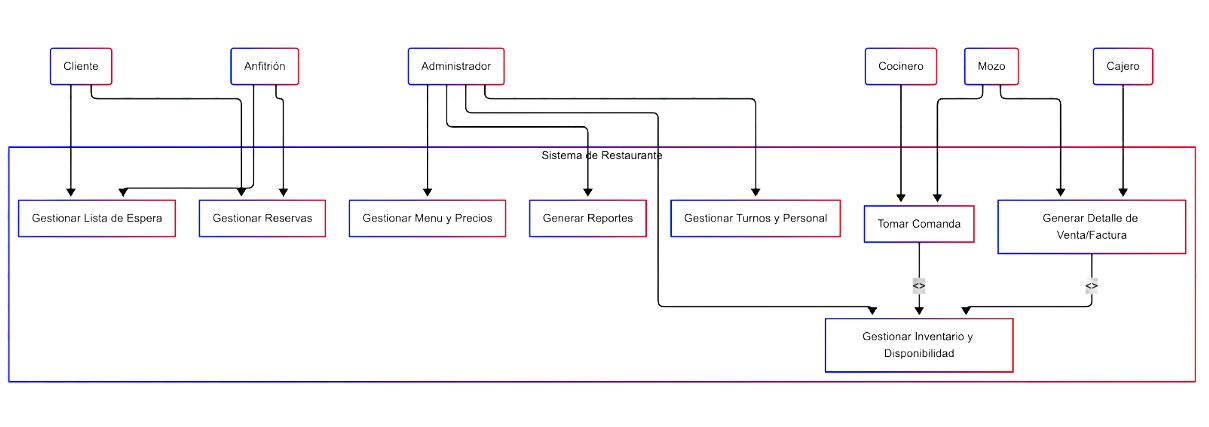 Cliente
Anfitrión
Administrador
Cocinero
Mozo
Cajero
Sistema de Restaurante
Gestionar Lista de Espera
Gestionar Reservas
Gestionar Menu y Precios
Generar Reportes
Gestionar Turnos y Personal
Tomar Comanda
Generar Detalle de
Venta/Factura
<>
<>
Gestionar Inventario y
Disponibilidad